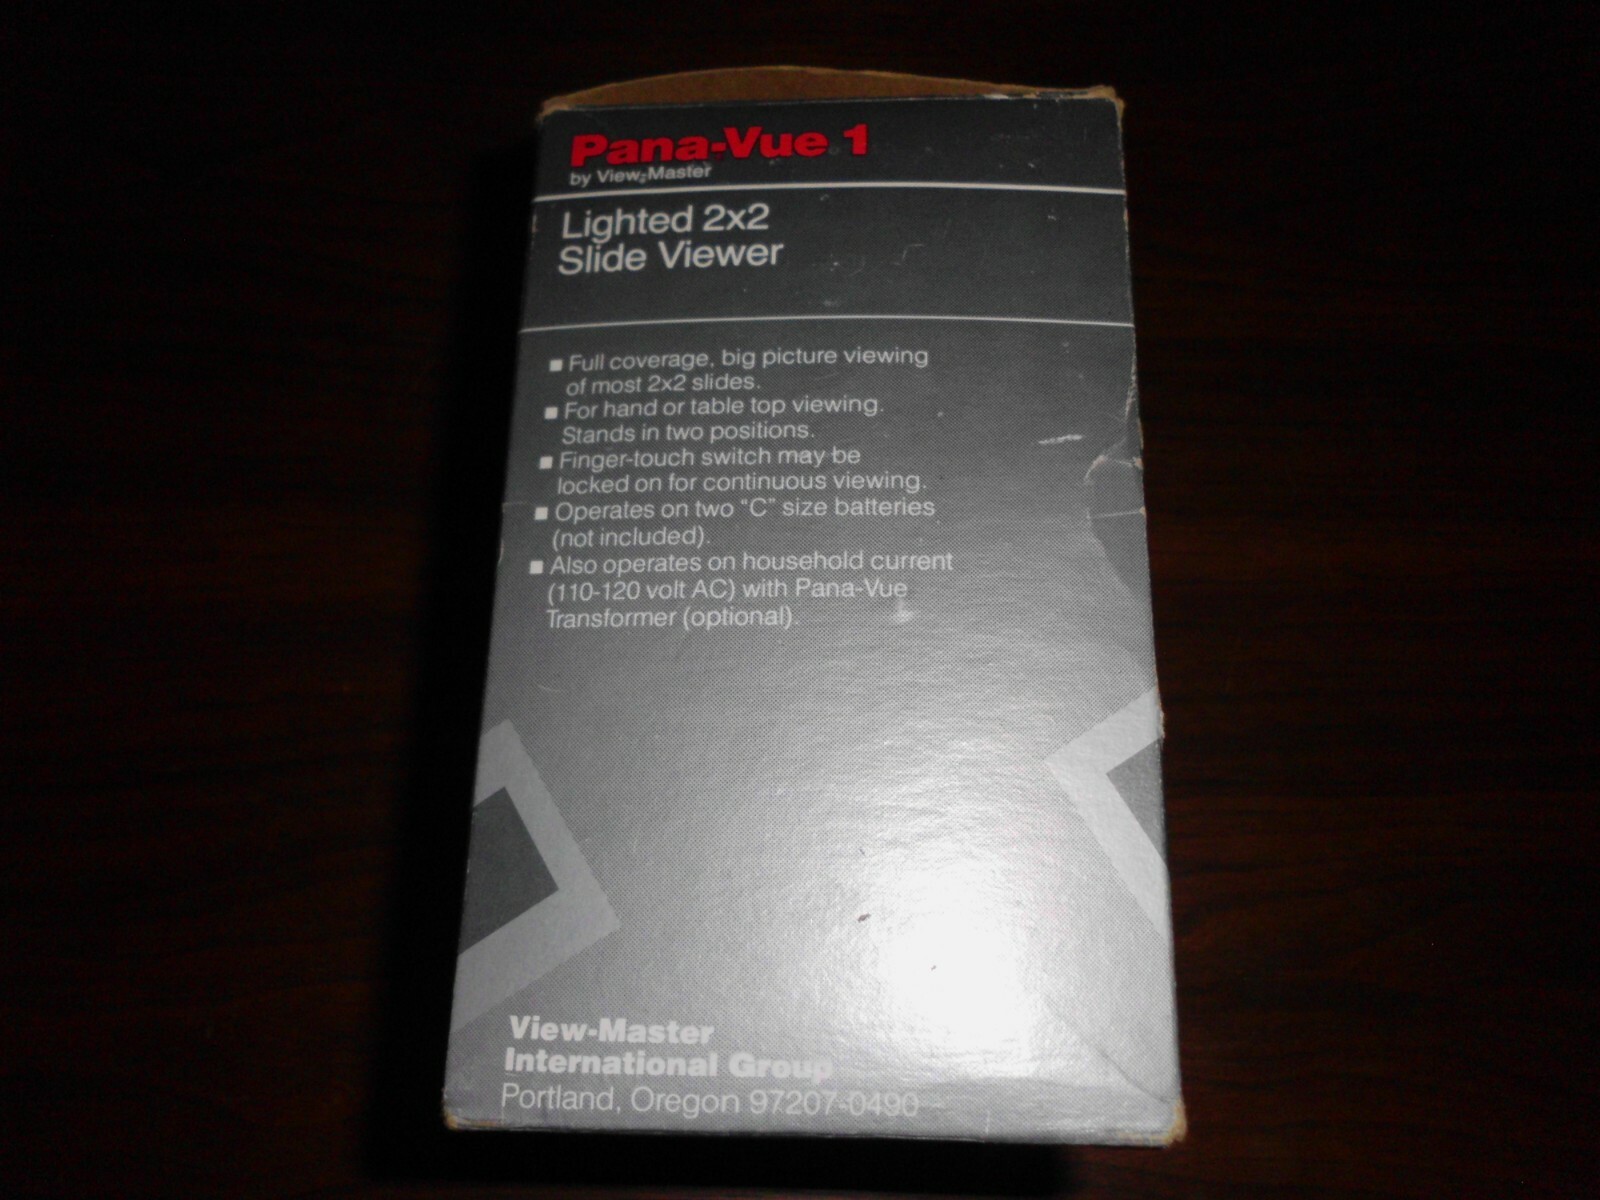 Pana-Vue 1
by View-Master
Lighted 2x2
Slide Viewer
■ Full coverage, big picture viewing
of most 2x2 slides.
■ For hand or table top viewing.
Stands in two positions.
■ Finger-touch switch may be
locked on for continuous viewing.
■ Operates on two "C" size batteries
(not included).
■ Also operates on household current
(110-120 volt AC) with Pana-Vue
Transformer (optional).
View-Master
International Group
Portland, Oregon 97207-0490